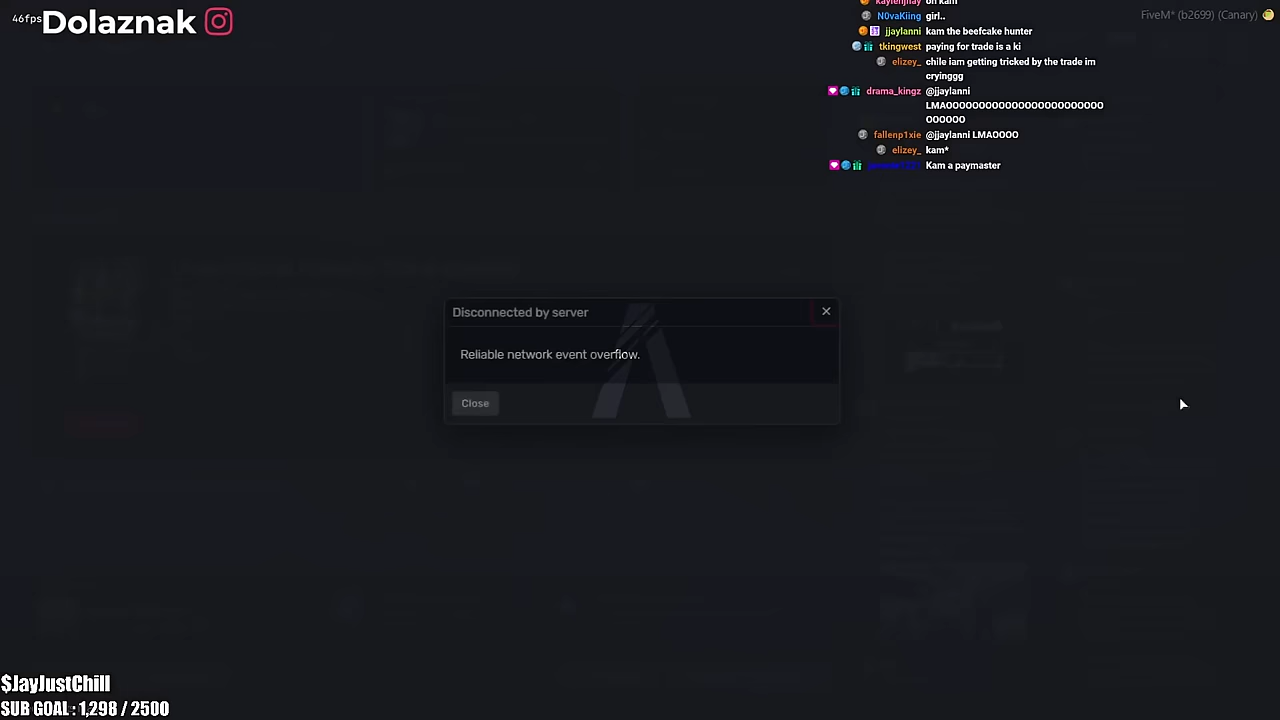 46fps
Dolaznak
FiveM* (b2699) (Canary)
N0vaKiing girl..
jjaylanni kam the beefcake hunter
tkingwest paying for trade is a ki
elizey_ chile iam getting tricked by the trade im
cryinggg
drama_kingz @jjaylanni
LMAOOOOOOOOOOOOOOOOOOOOOOOO
OOOOOO
fallenp1xie @jjaylanni LMAOOOO
elizey_ kam*
Kam a paymaster
Disconnected by server
Reliable network event overflow.
Close
$JayJustChill
SUB GOAL : 1,298 / 2500